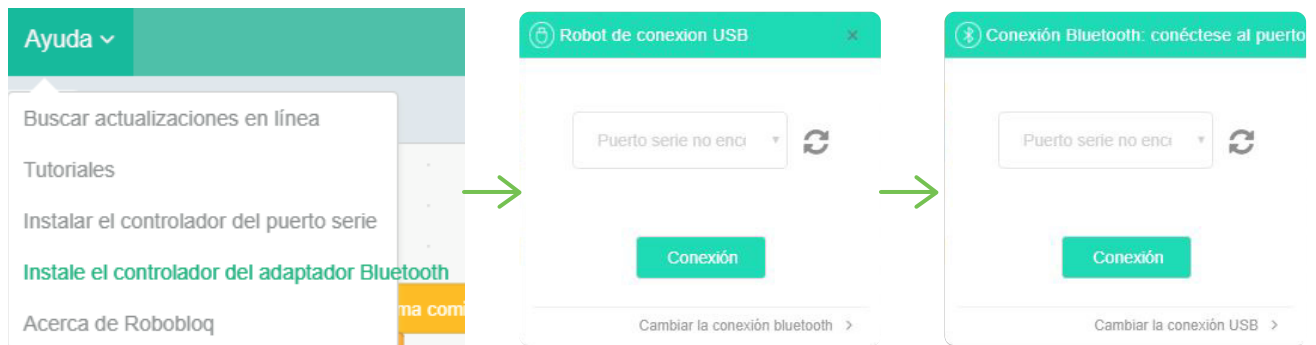 Ayuda
Buscar actualizaciones en línea
Tutoriales
Instalar el controlador del puerto serie
Instale el controlador del adaptador Bluetooth
Acerca de Robobloq
Robot de conexion USB
×
Puerto serie no enc
Conexión
Cambiar la conexión bluetooth >
Conexión Bluetooth: conéctese al puerto
Puerto serie no enc
Conexión
Cambiar la conexión USB >